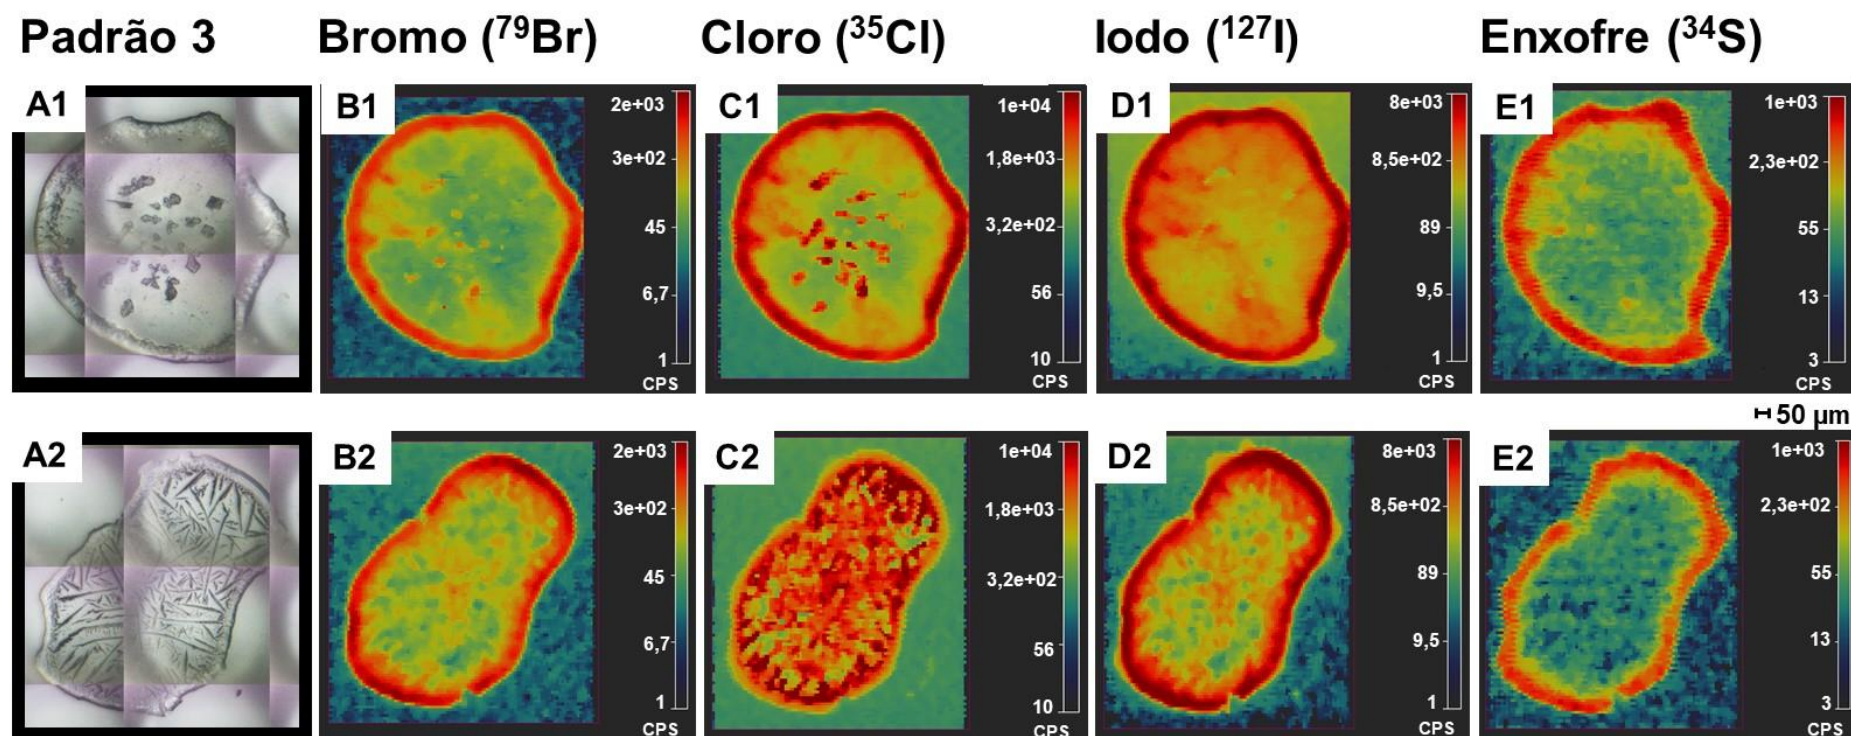 Padrão 3 Bromo (⁷⁹Br) Cloro (³⁵Cl) Iodo (¹²⁷I) Enxofre (³⁴S)
A1
B1
2e+03
3e+02
45
6,7
1
CPS
C1
1e+04
1,8e+03
3,2e+02
56
10
CPS
D1
8e+03
8,5e+02
89
9,5
1
CPS
E1
1e+03
2,3e+02
55
13
3
CPS
50 µm
A2
B2
2e+03
3e+02
45
6,7
1
CPS
C2
1e+04
1,8e+03
3,2e+02
56
10
CPS
D2
8e+03
8,5e+02
89
9,5
1
CPS
E2
1e+03
2,3e+02
55
13
3
CPS